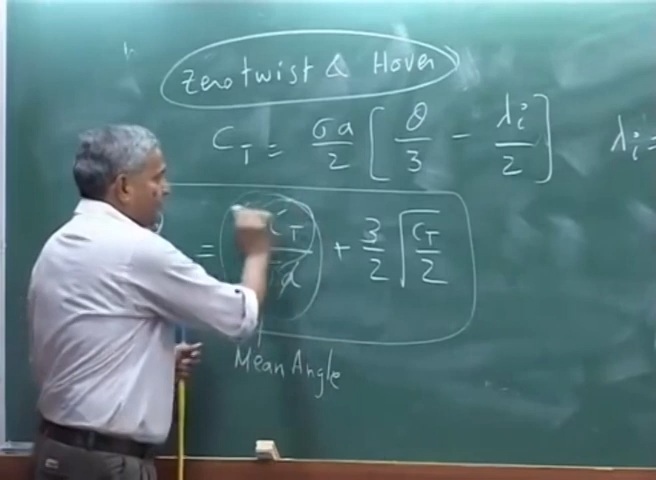 Zero twist & Hover
C_T = σa/2 [ θ/3 - λ_i/2 ] λ_i =
= C_T/σa + 3/2 √(C_T/2)
Mean Angle